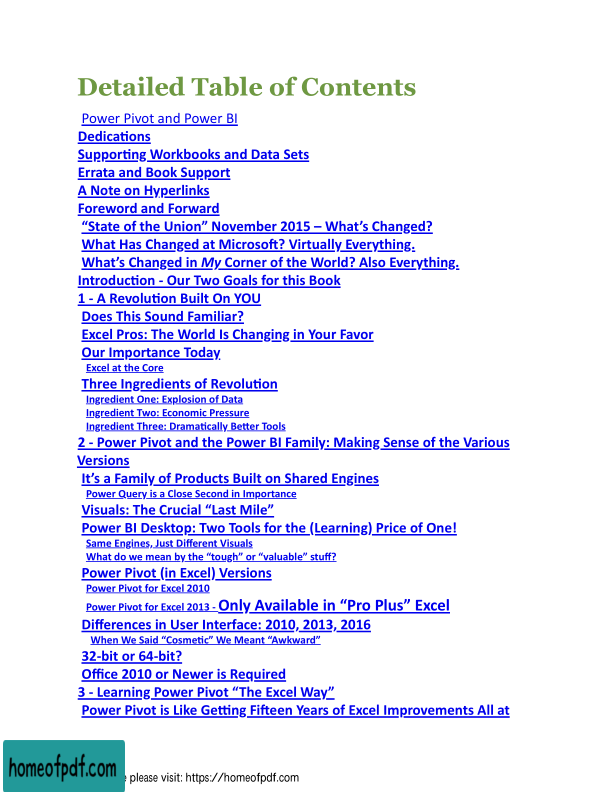 Detailed Table of Contents
Power Pivot and Power BI
Dedications
Supporting Workbooks and Data Sets
Errata and Book Support
A Note on Hyperlinks
Foreword and Forward
“State of the Union” November 2015 – What’s Changed?
What Has Changed at Microsoft? Virtually Everything.
What’s Changed in My Corner of the World? Also Everything.
Introduction - Our Two Goals for this Book
1 - A Revolution Built On YOU
Does This Sound Familiar?
Excel Pros: The World Is Changing in Your Favor
Our Importance Today
Excel at the Core
Three Ingredients of Revolution
Ingredient One: Explosion of Data
Ingredient Two: Economic Pressure
Ingredient Three: Dramatically Better Tools
2 - Power Pivot and the Power BI Family: Making Sense of the Various
Versions
It’s a Family of Products Built on Shared Engines
Power Query is a Close Second in Importance
Visuals: The Crucial “Last Mile”
Power BI Desktop: Two Tools for the (Learning) Price of One!
Same Engines, Just Different Visuals
What do we mean by the “tough” or “valuable” stuff?
Power Pivot (in Excel) Versions
Power Pivot for Excel 2010
Power Pivot for Excel 2013 - Only Available in “Pro Plus” Excel
Differences in User Interface: 2010, 2013, 2016
When We Said “Cosmetic” We Meant “Awkward”
32-bit or 64-bit?
Office 2010 or Newer is Required
3 - Learning Power Pivot “The Excel Way”
Power Pivot is Like Getting Fifteen Years of Excel Improvements All at
homeofpdf.com
please visit: https://homeofpdf.com